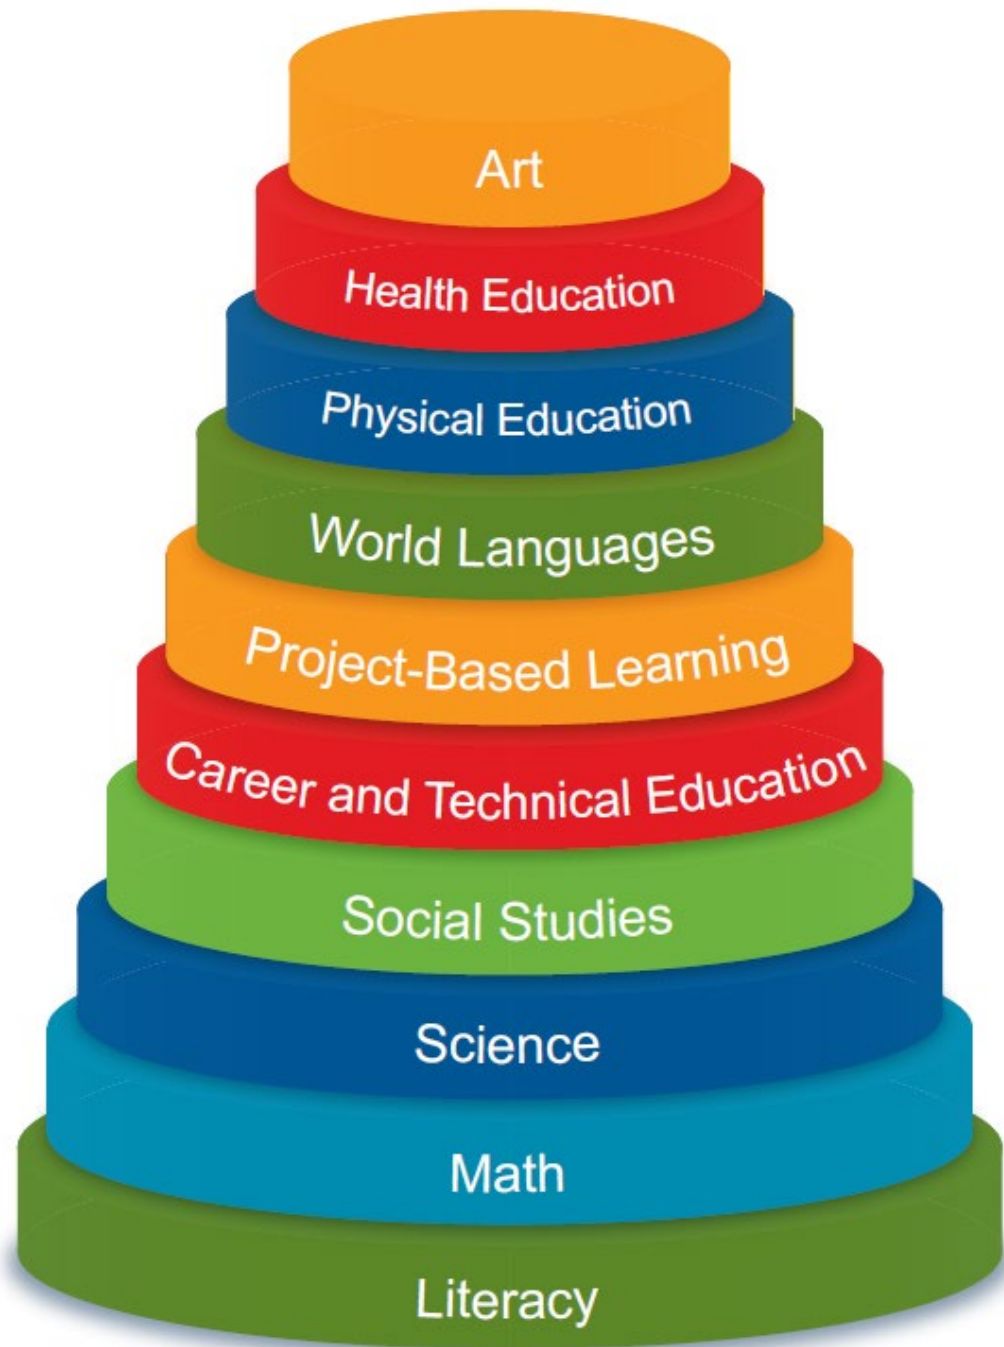 Art
Health Education
Physical Education
World Languages
Project-Based Learning
Career and Technical Education
Social Studies
Science
Math
Literacy